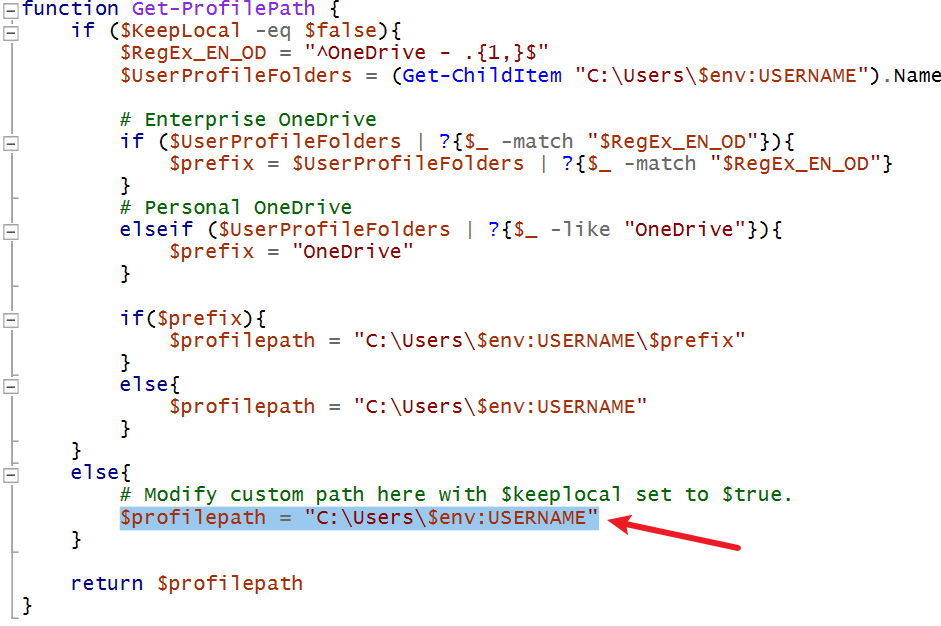 function Get-ProfilePath {
if ($KeepLocal -eq $false){
$RegEx_EN_OD = "^OneDrive - .{1,}$"
$UserProfileFolders = (Get-ChildItem "C:\Users\$env:USERNAME").Name
# Enterprise OneDrive
if ($UserProfileFolders | ?{$_ -match "$RegEx_EN_OD"}){
$prefix = $UserProfileFolders | ?{$_ -match "$RegEx_EN_OD"}
}
# Personal OneDrive
elseif ($UserProfileFolders | ?{$_ -like "OneDrive"}){
$prefix = "OneDrive"
}
if($prefix){
$profilepath = "C:\Users\$env:USERNAME\$prefix"
}
else{
$profilepath = "C:\Users\$env:USERNAME"
}
}
else{
# Modify custom path here with $keeplocal set to $true.
$profilepath = "C:\Users\$env:USERNAME"
}
return $profilepath
}